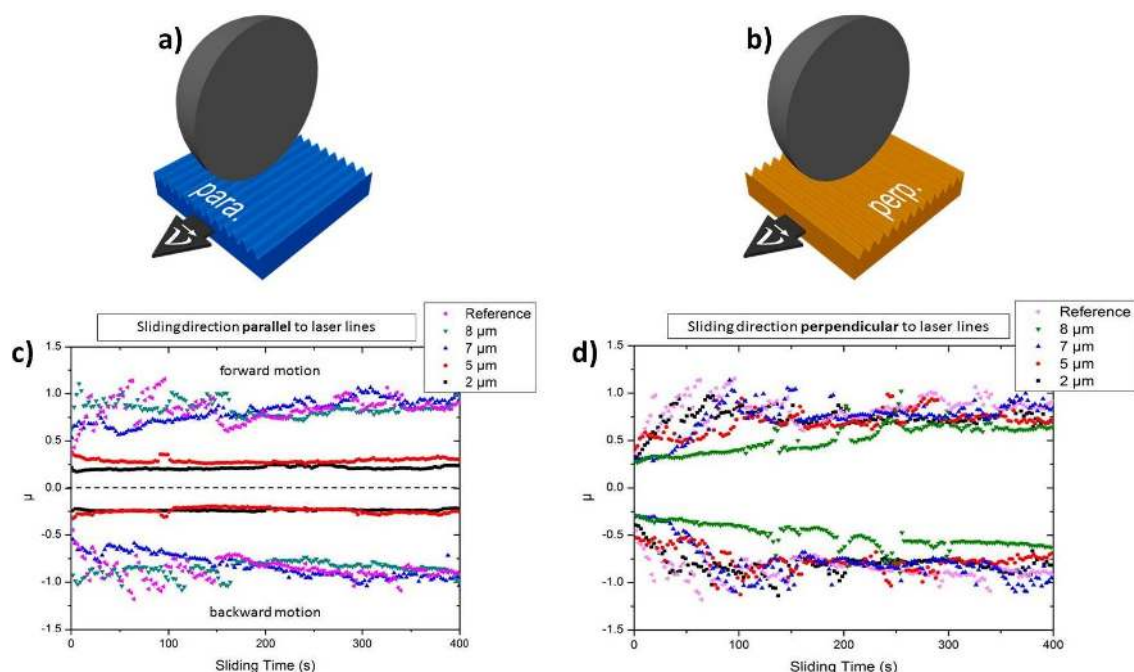 a)
b)
para.
v
perp.
v
Sliding direction parallel to laser lines
Reference
8 µm
7 µm
5 µm
2 µm
c)
forward motion
backward motion
µ
1.5
1.0
0.5
0.0
-0.5
-1.0
-1.5
0
100
200
300
400
Sliding Time (s)
Sliding direction perpendicular to laser lines
Reference
8 µm
7 µm
5 µm
2 µm
d)
µ
1.5
1.0
0.5
0.0
-0.5
-1.0
-1.5
0
100
200
300
400
Sliding Time (s)